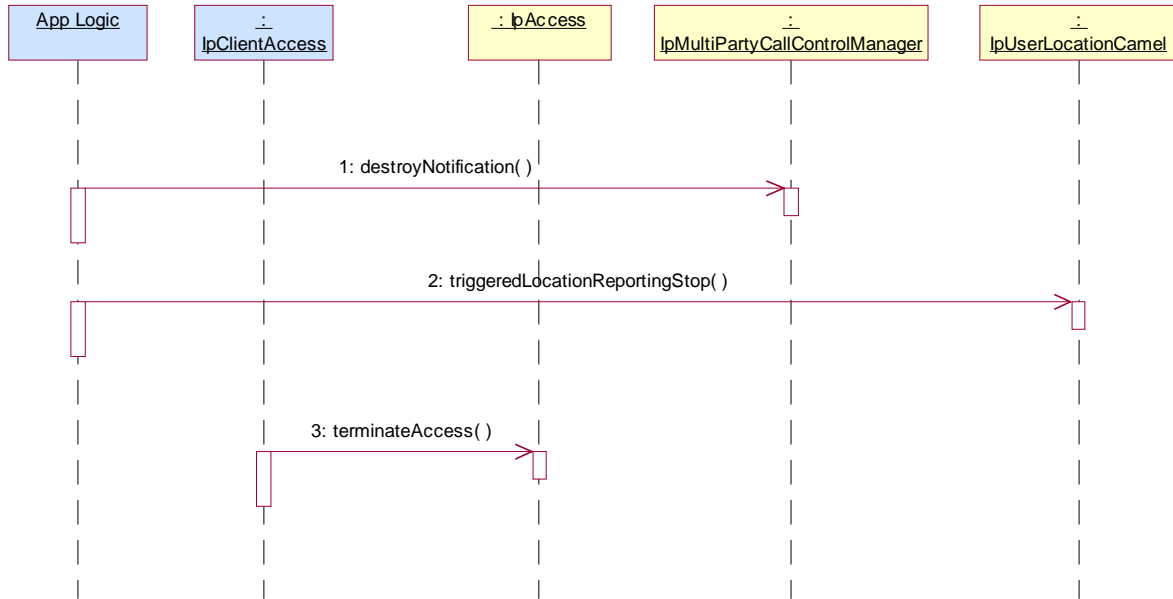 App Logic
:
IpClientAccess
: IpAccess
:
IpMultiPartyCallControlManager
:
IpUserLocationCamel
1: destroyNotification( )
2: triggeredLocationReportingStop( )
3: terminateAccess( )